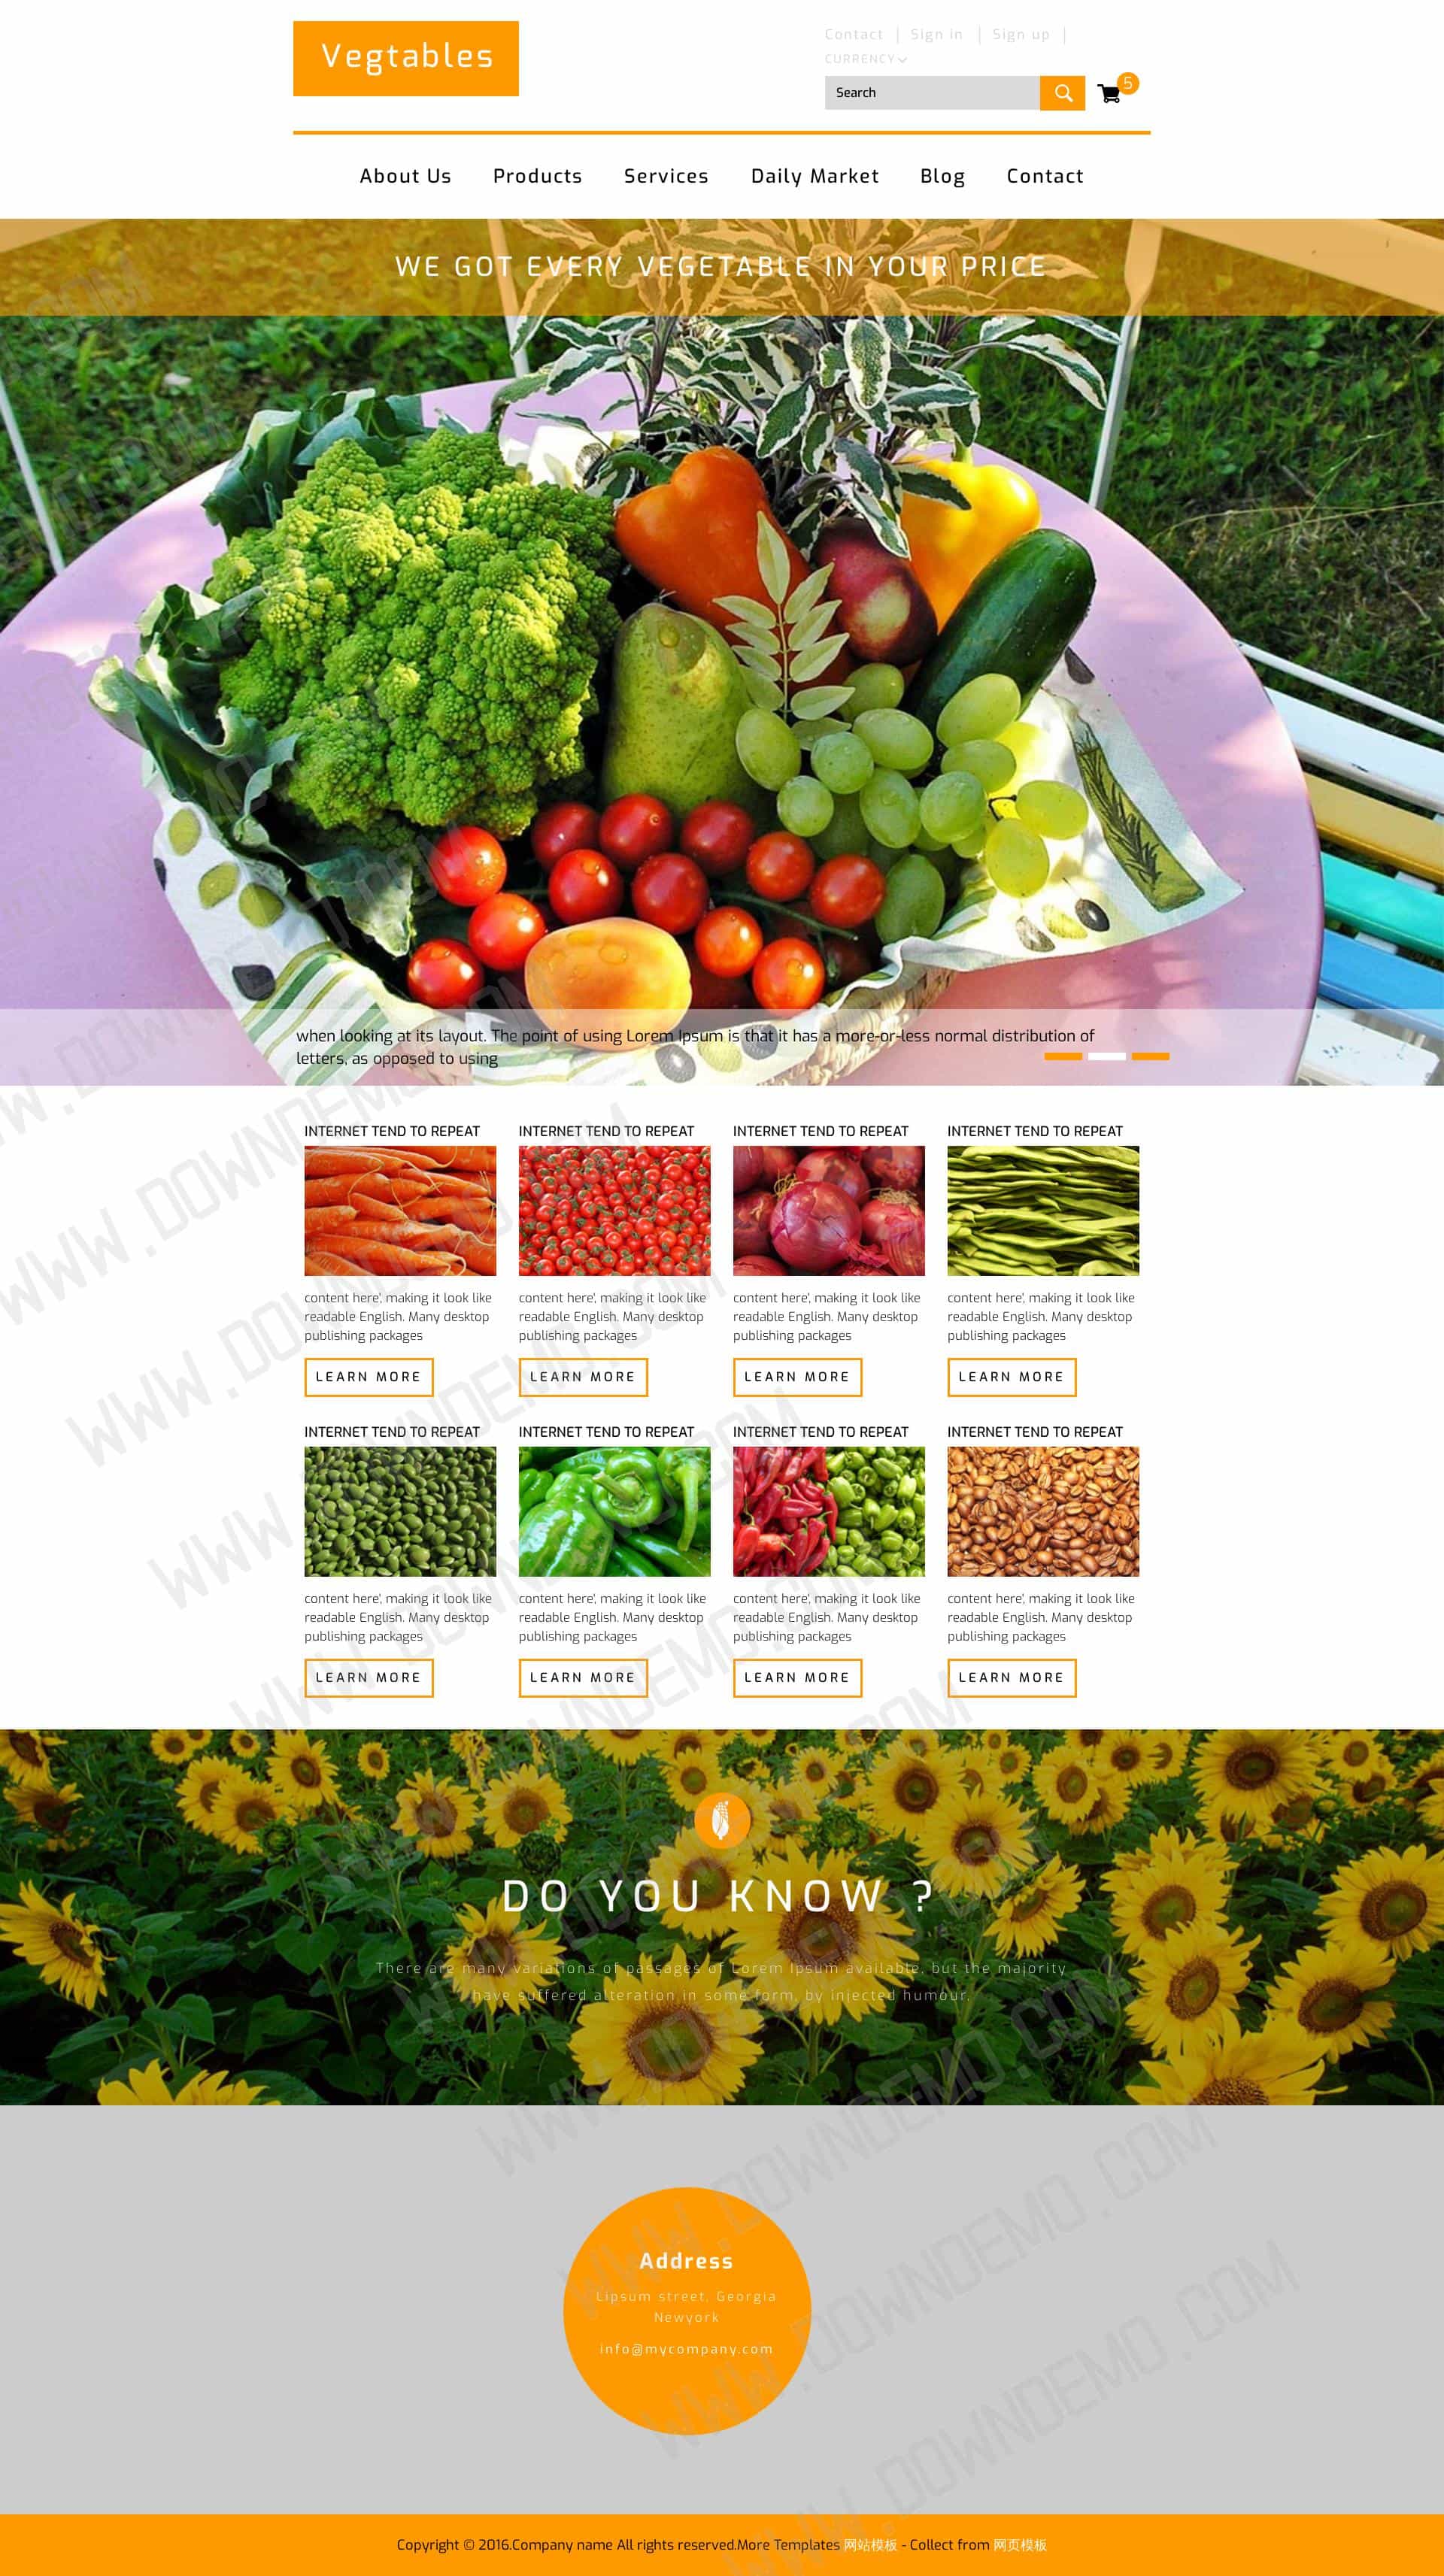 Vegtables
Contact | Sign in | Sign up |
CURRENCY
Search
5
About Us Products Services Daily Market Blog Contact
WE GOT EVERY VEGETABLE IN YOUR PRICE
when looking at its layout. The point of using Lorem Ipsum is that it has a more-or-less normal distribution of
letters, as opposed to using
INTERNET TEND TO REPEAT INTERNET TEND TO REPEAT INTERNET TEND TO REPEAT INTERNET TEND TO REPEAT
content here', making it look like content here', making it look like content here', making it look like content here', making it look like
readable English. Many desktop readable English. Many desktop readable English. Many desktop readable English. Many desktop
publishing packages publishing packages publishing packages publishing packages
LEARN MORE LEARN MORE LEARN MORE LEARN MORE
INTERNET TEND TO REPEAT INTERNET TEND TO REPEAT INTERNET TEND TO REPEAT INTERNET TEND TO REPEAT
content here', making it look like content here', making it look like content here', making it look like content here', making it look like
readable English. Many desktop readable English. Many desktop readable English. Many desktop readable English. Many desktop
publishing packages publishing packages publishing packages publishing packages
LEARN MORE LEARN MORE LEARN MORE LEARN MORE
DO YOU KNOW ?
There are many variations of passages of Lorem Ipsum available, but the majority
have suffered alteration in some form, by injected humour,
Address
Lipsum street, Georgia
Newyork
info@mycompany.com
Copyright © 2016.Company name All rights reserved.More Templates 网站模板 - Collect from 网页模板
WWW.DOWNDEMO.COM